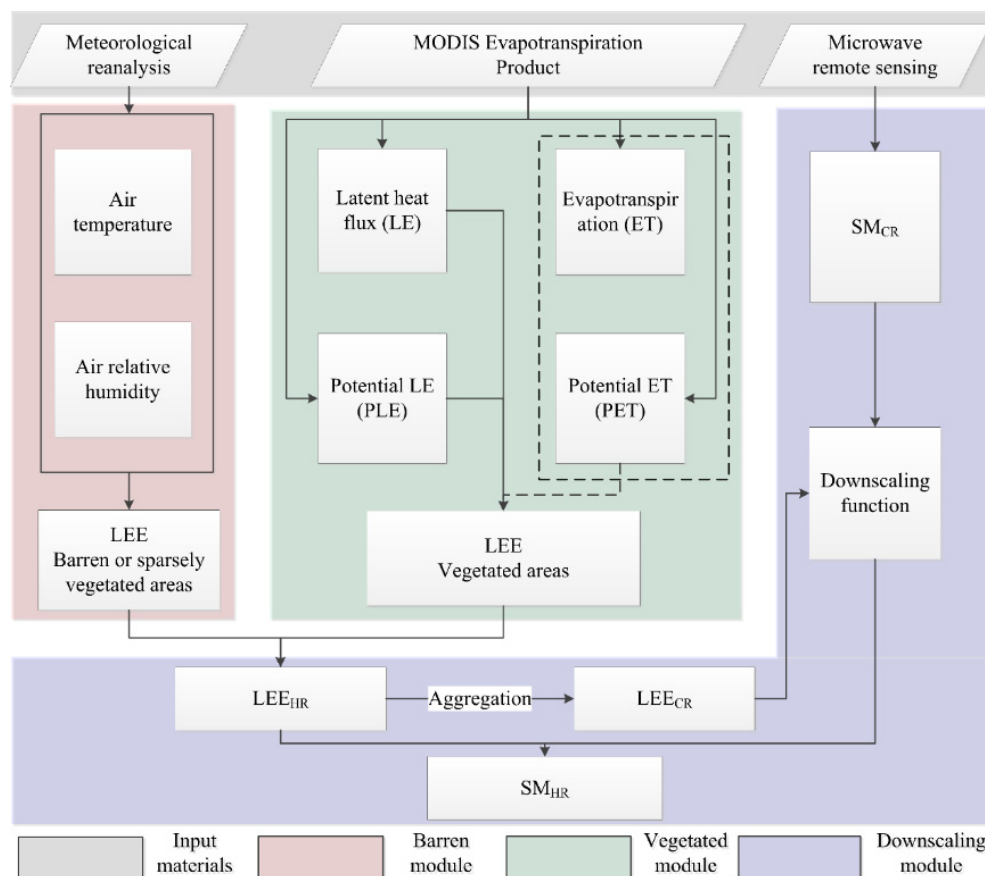 Meteorological
reanalysis
MODIS Evapotranspiration
Product
Microwave
remote sensing
Air
temperature
Latent heat
flux (LE)
Evapotranspir
ation (ET)
SMCR
Air relative
humidity
Potential LE
(PLE)
Potential ET
(PET)
Downscaling
function
LEE
Barren or sparsely
vegetated areas
LEE
Vegetated areas
LEEHR
Aggregation
LEECR
SMHR
Input
materials
Barren
module
Vegetated
module
Downscaling
module